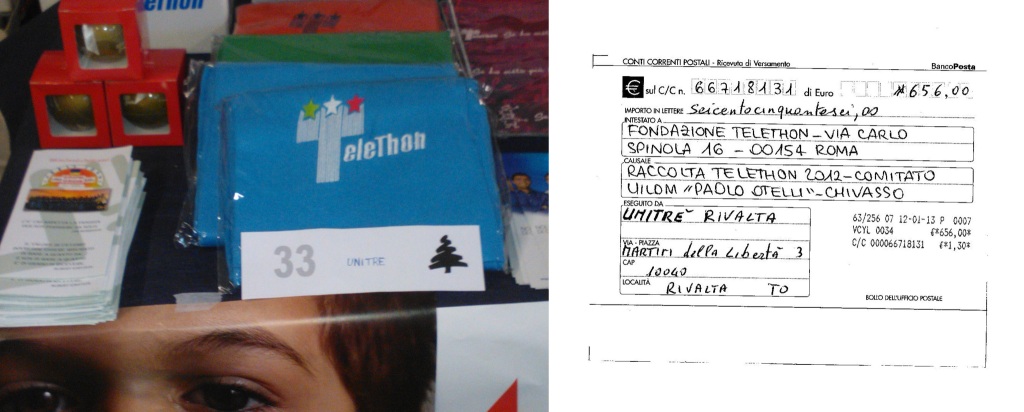 ethon
Telethon
eleThon
33 UNITRE
CONTI CORRENTI POSTALI - Ricevuta di Versamento BancoPosta
€ sul C/C n. 66718131 di Euro #656,00
IMPORTO IN LETTERE Seicentocinquantasei,00
INTESTATO A
FONDAZIONE TELETHON - VIA CARLO
SPINOLA 16 - 00154 ROMA
CAUSALE
RACCOLTA TELETHON 2012 - COMITATO
UILDM "PAOLO OTELLI" - CHIVASSO
ESEGUITO DA
UNITRE' RIVALTA
VIA - PIAZZA
MARTIRI della Libertà 3
CAP
10040
LOCALITÀ
RIVALTA TO
63/256 07 12-01-13 P 0007
VCYL 0034 €*656,00*
C/C 000066718131 €*1,30*
BOLLO DELL'UFFICIO POSTALE